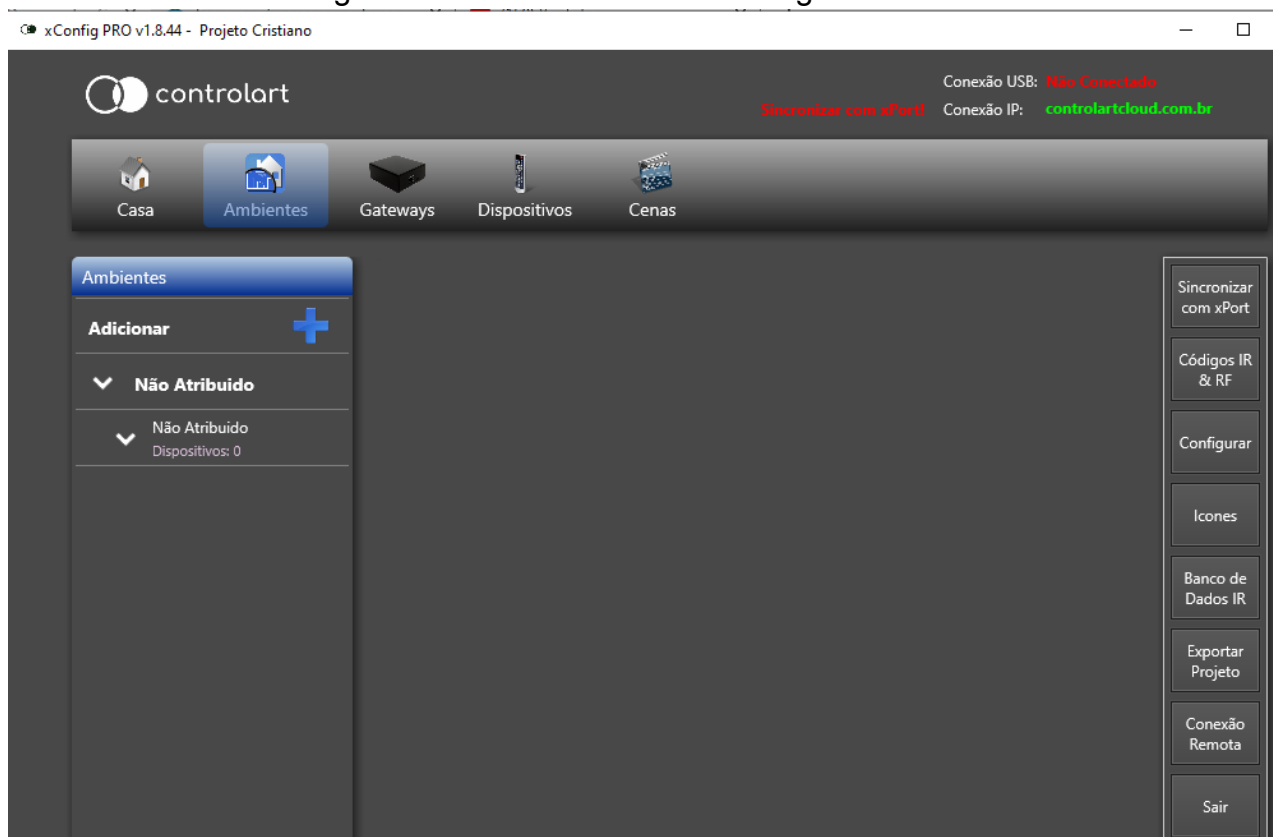 xConfig PRO v1.8.44 - Projeto Cristiano
controlart
Conexão USB: Não Conectado
Sincronizar com xPort! Conexão IP: controlartcloud.com.br
Casa Ambientes Gateways Dispositivos Cenas
Ambientes
Adicionar
Não Atribuido
Não Atribuido
Dispositivos: 0
Sincronizar
com xPort
Códigos IR
& RF
Configurar
Icones
Banco de
Dados IR
Exportar
Projeto
Conexão
Remota
Sair